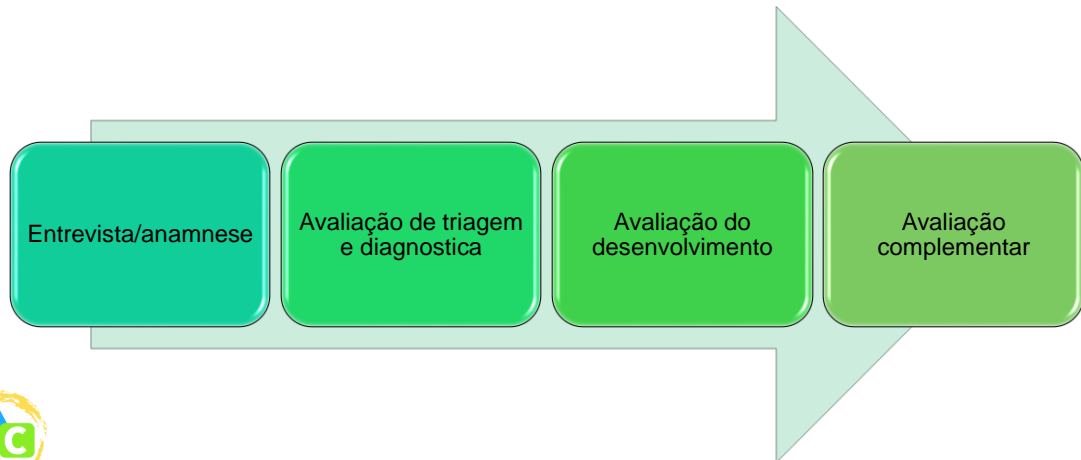 Entrevista/anamnese
Avaliação de triagem
e diagnostica
Avaliação do
desenvolvimento
Avaliação
complementar
C